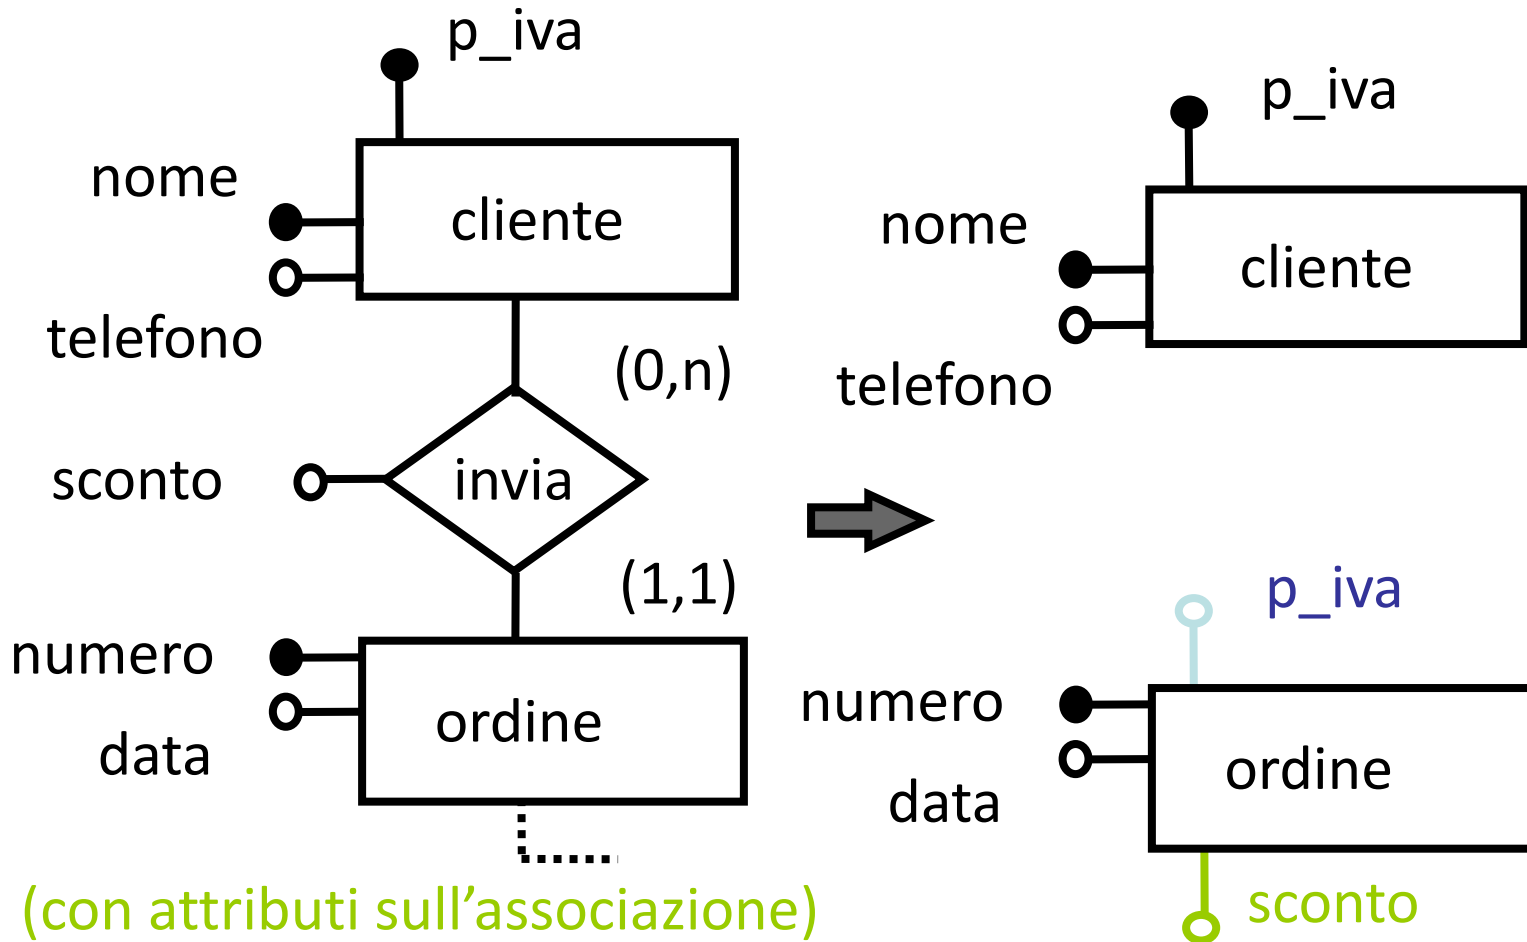 p_iva
nome
cliente
telefono
(0,n)
sconto
invia
(1,1)
numero
ordine
data
(con attributi sull’associazione)
p_iva
nome
cliente
telefono
p_iva
numero
ordine
data
sconto